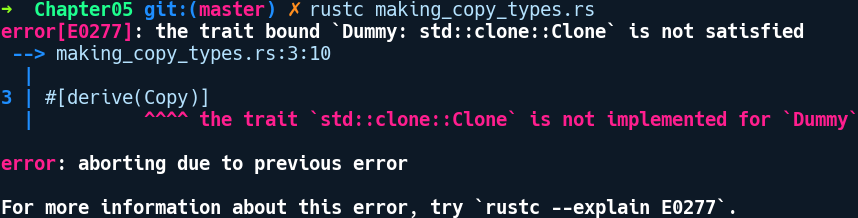 ➜  Chapter05 git:(master) ✗ rustc making_copy_types.rs
error[E0277]: the trait bound `Dummy: std::clone::Clone` is not satisfied
 --> making_copy_types.rs:3:10
  |
3 | #[derive(Copy)]
  |          ^^^^ the trait `std::clone::Clone` is not implemented for `Dummy`
error: aborting due to previous error
For more information about this error, try `rustc --explain E0277`.